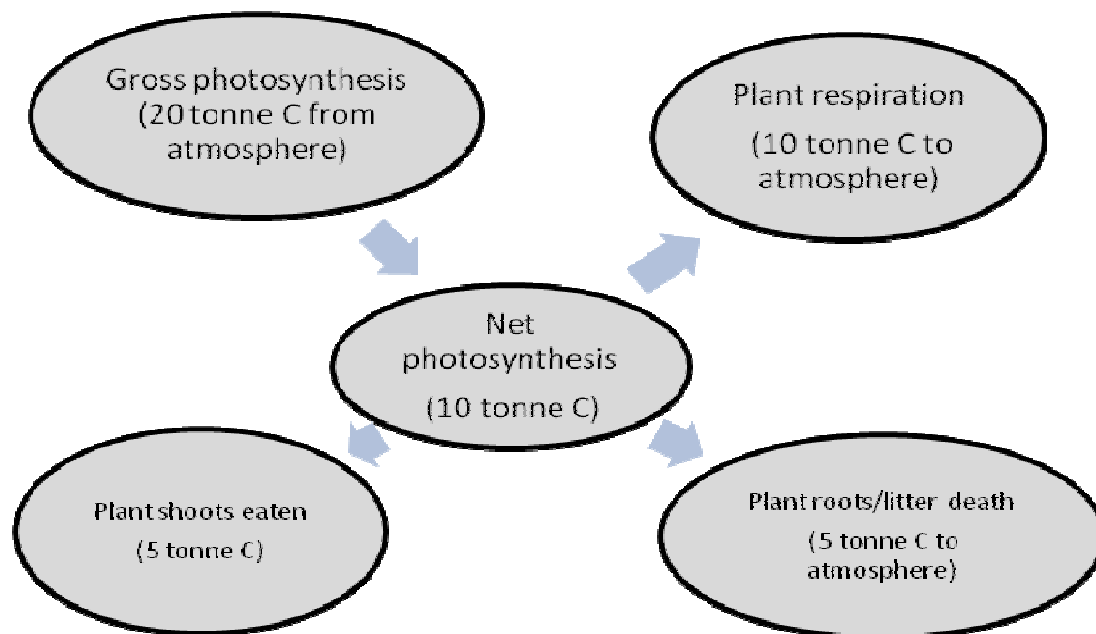 Gross photosynthesis
(20 tonne C from
atmosphere)
Plant respiration
(10 tonne C to
atmosphere)
Net
photosynthesis
(10 tonne C)
Plant shoots eaten
(5 tonne C)
Plant roots/litter death
(5 tonne C to
atmosphere)